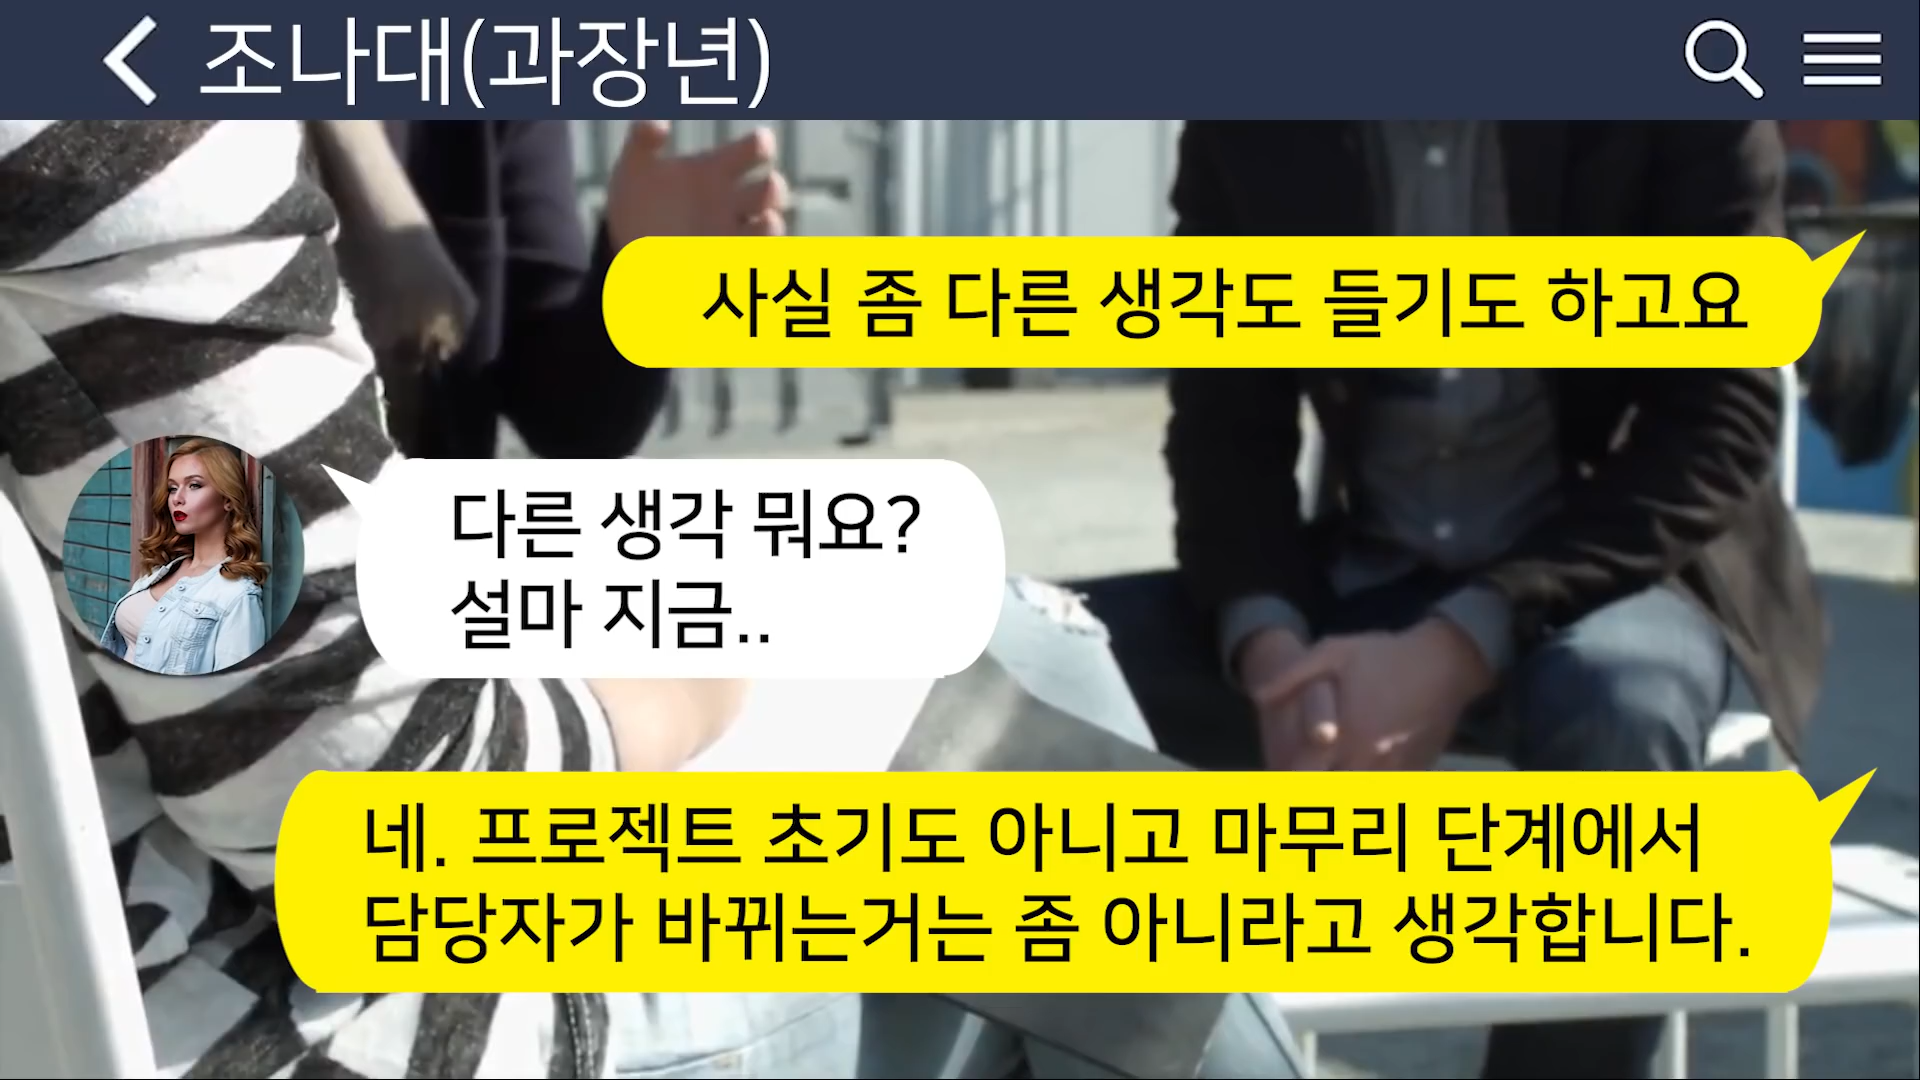 조나대(과장년)
사실 좀 다른 생각도 들기도 하고요
다른 생각 뭐요?
설마 지금..
네. 프로젝트 초기도 아니고 마무리 단계에서
담당자가 바뀌는거는 좀 아니라고 생각합니다.